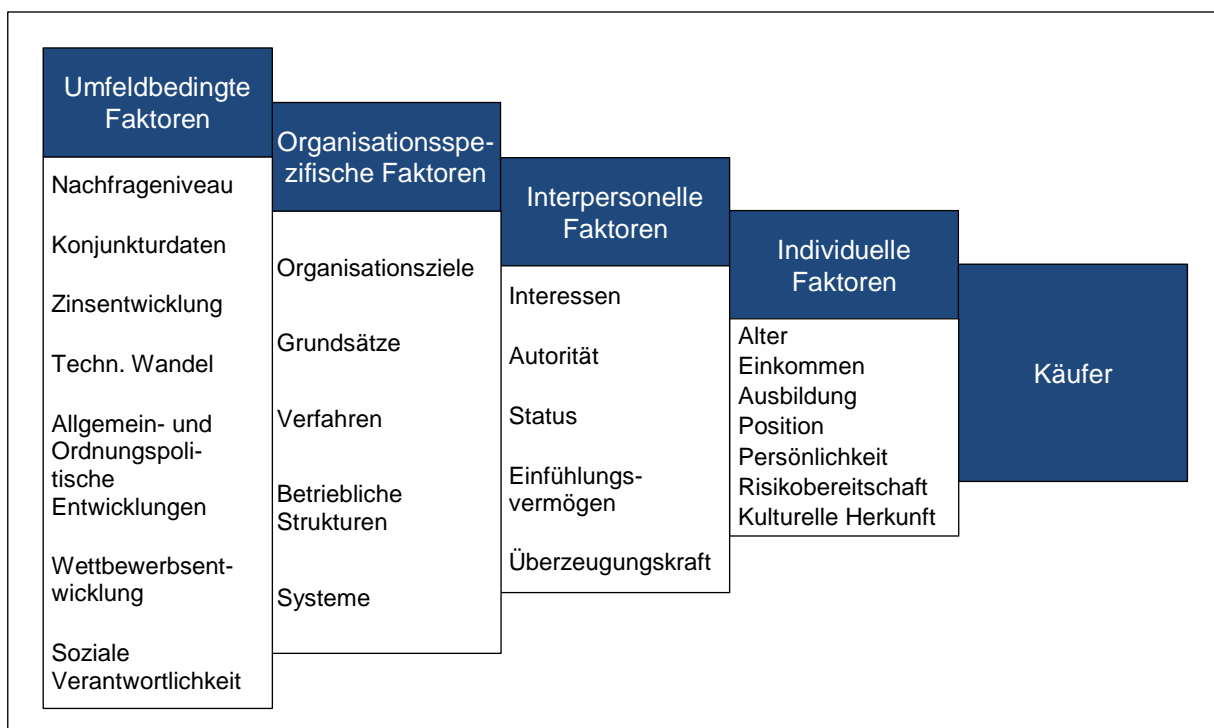 Umfeldbedingte
Faktoren
Nachfrageniveau
Konjunkturdaten
Zinsentwicklung
Techn. Wandel
Allgemein- und
Ordnungspoli-
tische
Entwicklungen
Wettbewerbsent-
wicklung
Soziale
Verantwortlichkeit
Organisationsspe-
zifische Faktoren
Organisationsziele
Grundsätze
Verfahren
Betriebliche
Strukturen
Systeme
Interpersonelle
Faktoren
Interessen
Autorität
Status
Einfühlungs-
vermögen
Überzeugungskraft
Individuelle
Faktoren
Alter
Einkommen
Ausbildung
Position
Persönlichkeit
Risikobereitschaft
Kulturelle Herkunft
Käufer